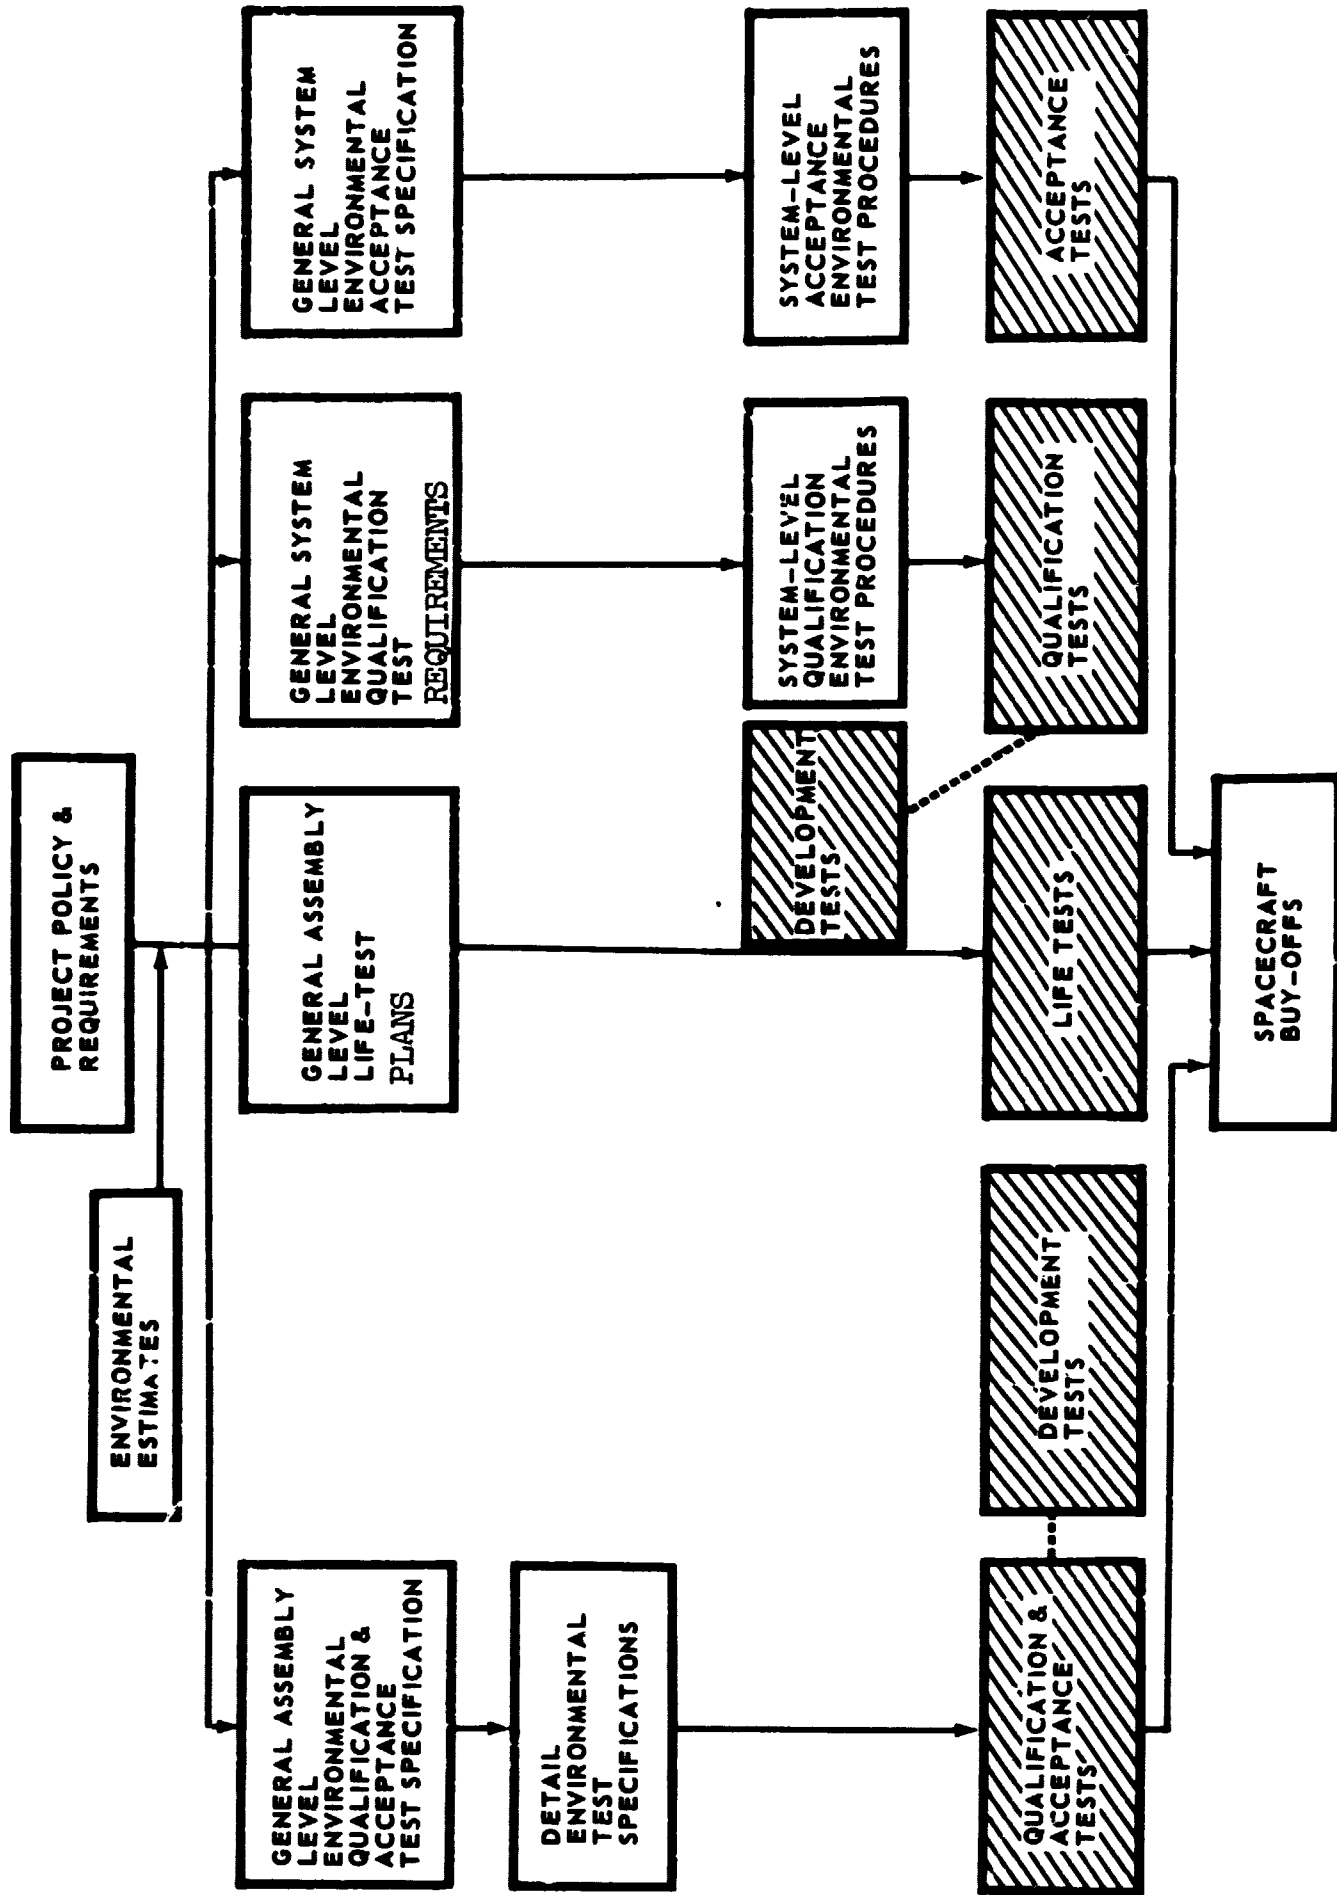 PROJECT POLICY &
REQUIREMENTS
ENVIRONMENTAL
ESTIMATES
GENERAL ASSEMBLY
LEVEL
ENVIRONMENTAL
QUALIFICATION &
ACCEPTANCE
TEST SPECIFICATION
GENERAL ASSEMBLY
LEVEL
LIFE-TEST
PLANS
GENERAL SYSTEM
LEVEL
ENVIRONMENTAL
QUALIFICATION
TEST
REQUIREMENTS
GENERAL SYSTEM
LEVEL
ENVIRONMENTAL
ACCEPTANCE
TEST SPECIFICATION
DETAIL
ENVIRONMENTAL
TEST
SPECIFICATIONS
DEVELOPMENT
TESTS
SYSTEM-LEVEL
QUALIFICATION
ENVIRONMENTAL
TEST PROCEDURES
SYSTEM-LEVEL
ACCEPTANCE
ENVIRONMENTAL
TEST PROCEDURES
QUALIFICATION &
ACCEPTANCE
TESTS
DEVELOPMENT
TESTS
LIFE TESTS
QUALIFICATION
TESTS
ACCEPTANCE
TESTS
SPACECRAFT
BUY-OFFS